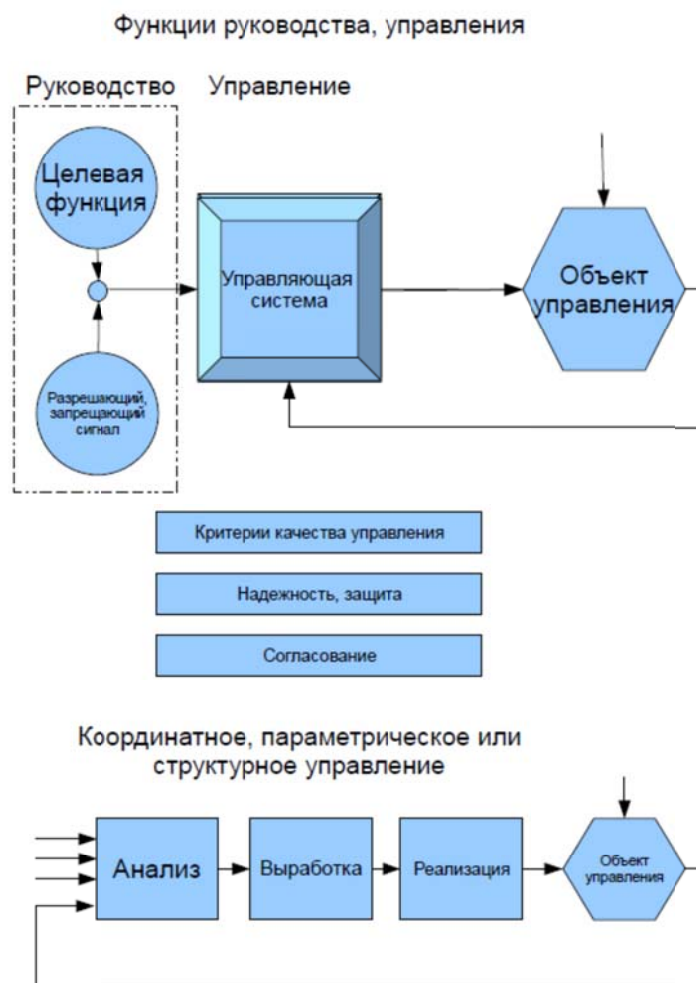 Функции руководства, управления
Руководство
Управление
Целевая
функция
Управляющая
система
Объект
управления
Разрешающий,
запрещающий
сигнал
Критерии качества управления
Надежность, защита
Согласование
Координатное, параметрическое или
структурное управление
Анализ
Выработка
Реализация
Объект
управления